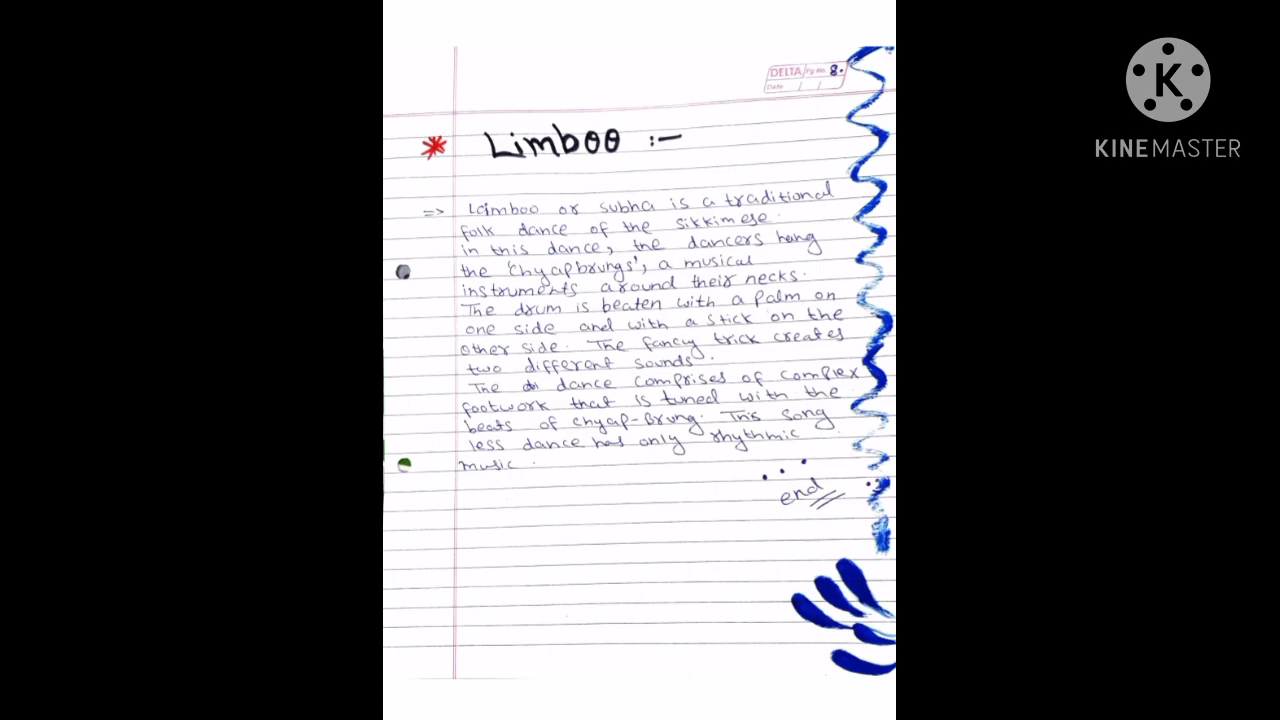 DELTA Pg No. 8.
Date / /
KINEMASTER
* Limboo :-
=> Limboo or subha is a traditional
folk dance of the sikkimese.
in this dance, the dancers hang
the 'chyapbrungs', a musical
instruments around their necks.
The drum is beaten with a palm on
one side and with a stick on the
other side. The fancy trick creates
two different sounds.
The dance comprises of complex
footwork that is tuned with the
beats of chyap-Brung. This song
less dance has only rhythmic
music.
end